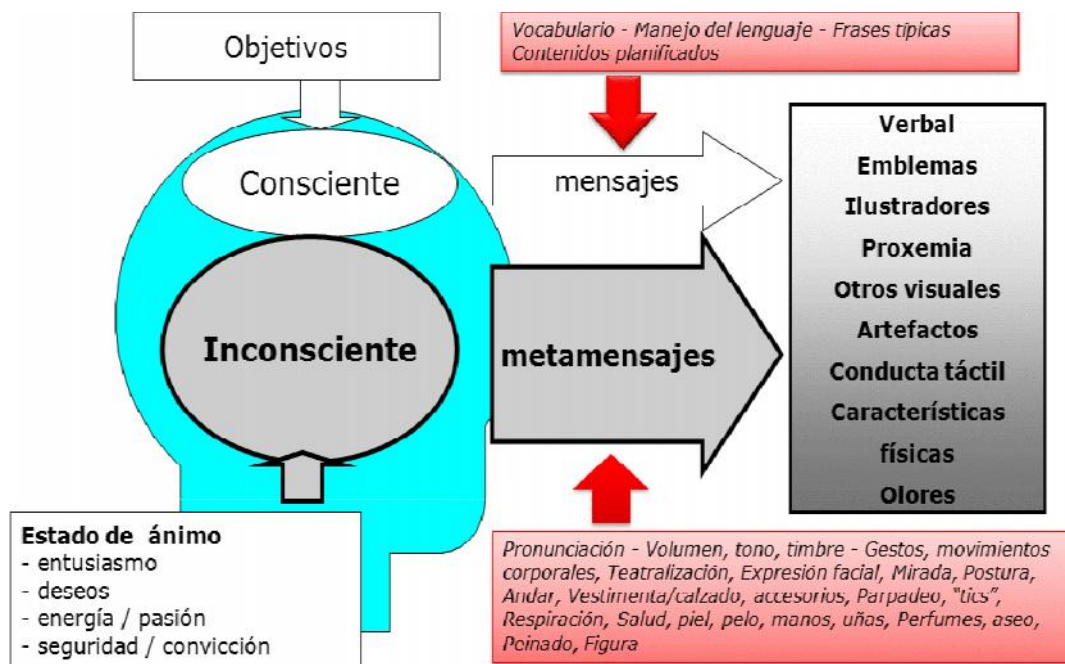 Objetivos
Vocabulario - Manejo del lenguaje - Frases típicas
Contenidos planificados
Consciente
mensajes
Inconsciente
metamensajes
Verbal
Emblemas
Ilustradores
Proxemia
Otros visuales
Artefactos
Conducta táctil
Características
físicas
Olores
Estado de ánimo
- entusiasmo
- deseos
- energía / pasión
- seguridad / convicción
Pronunciación - Volumen, tono, timbre - Gestos, movimientos
corporales, Teatralización, Expresión facial, Mirada, Postura,
Andar, Vestimenta/calzado, accesorios, Parpadeo, "tics",
Respiración, Salud, piel, pelo, manos, uñas, Perfumes, aseo,
Peinado, Figura